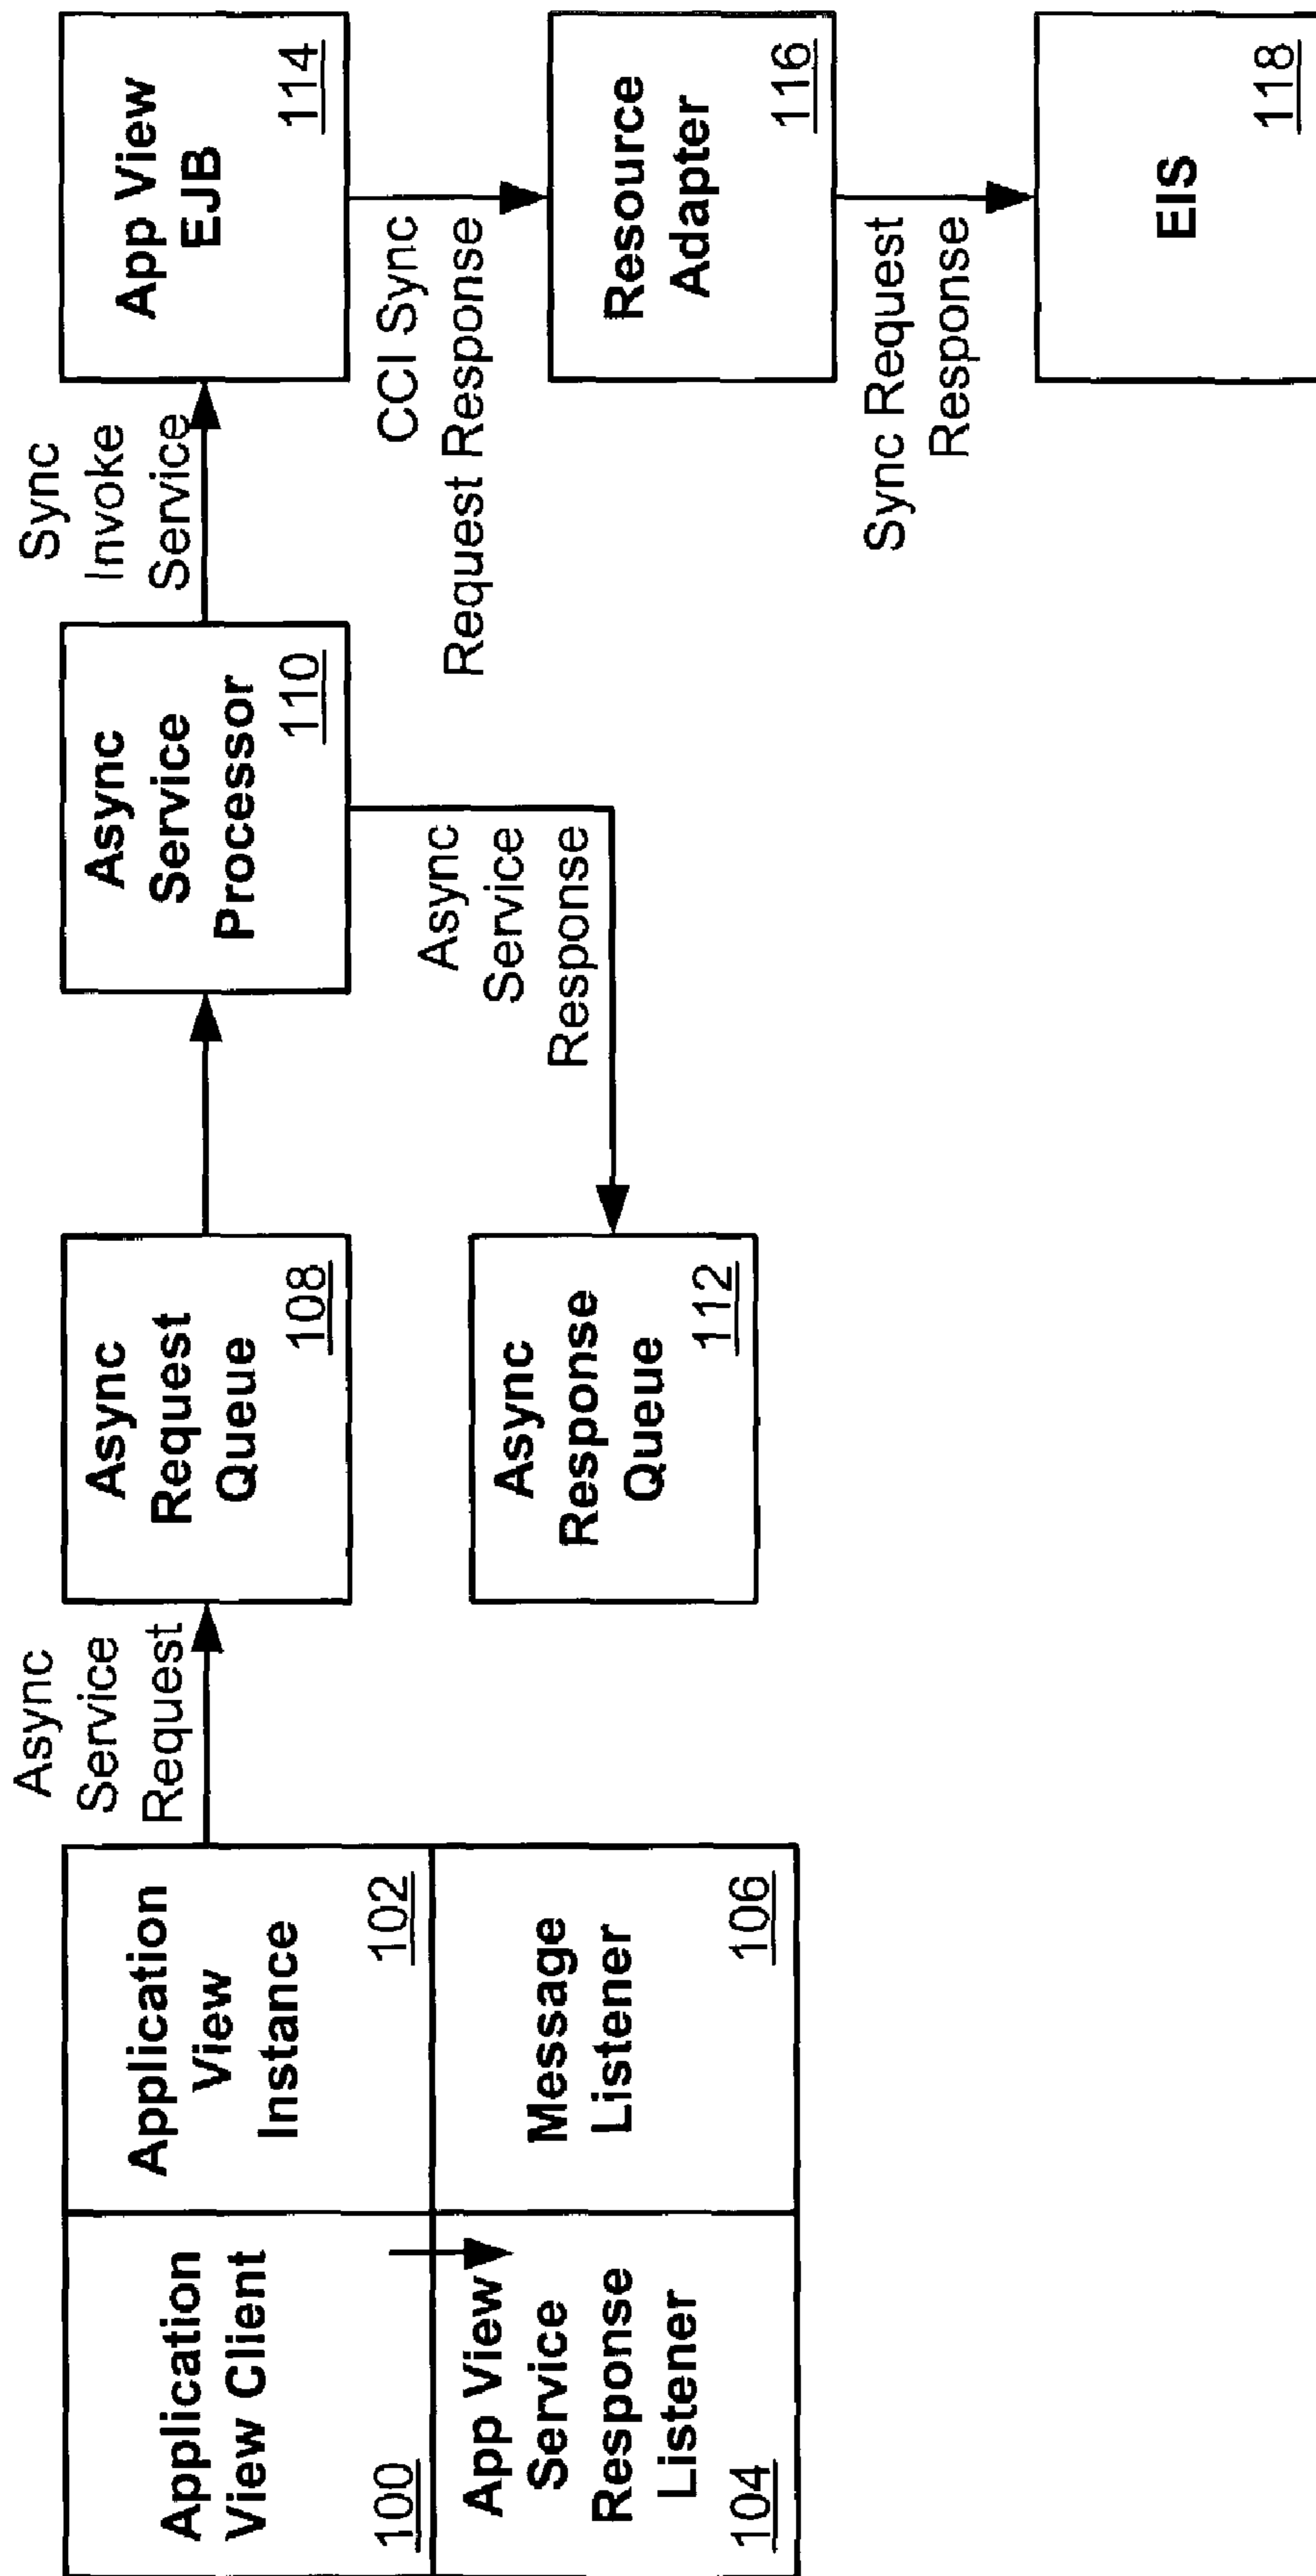 Application
View Client
100
Application
View
Instance
102
App View
Service
Response
Listener
104
Message
Listener
106
Async
Service
Request
Async
Request
Queue
108
Async
Response
Queue
112
Async
Service
Response
Async
Service
Processor
110
Sync
Invoke
Service
App View
EJB
114
CCI Sync
Request Response
Resource
Adapter
116
Sync Request
Response
EIS
118